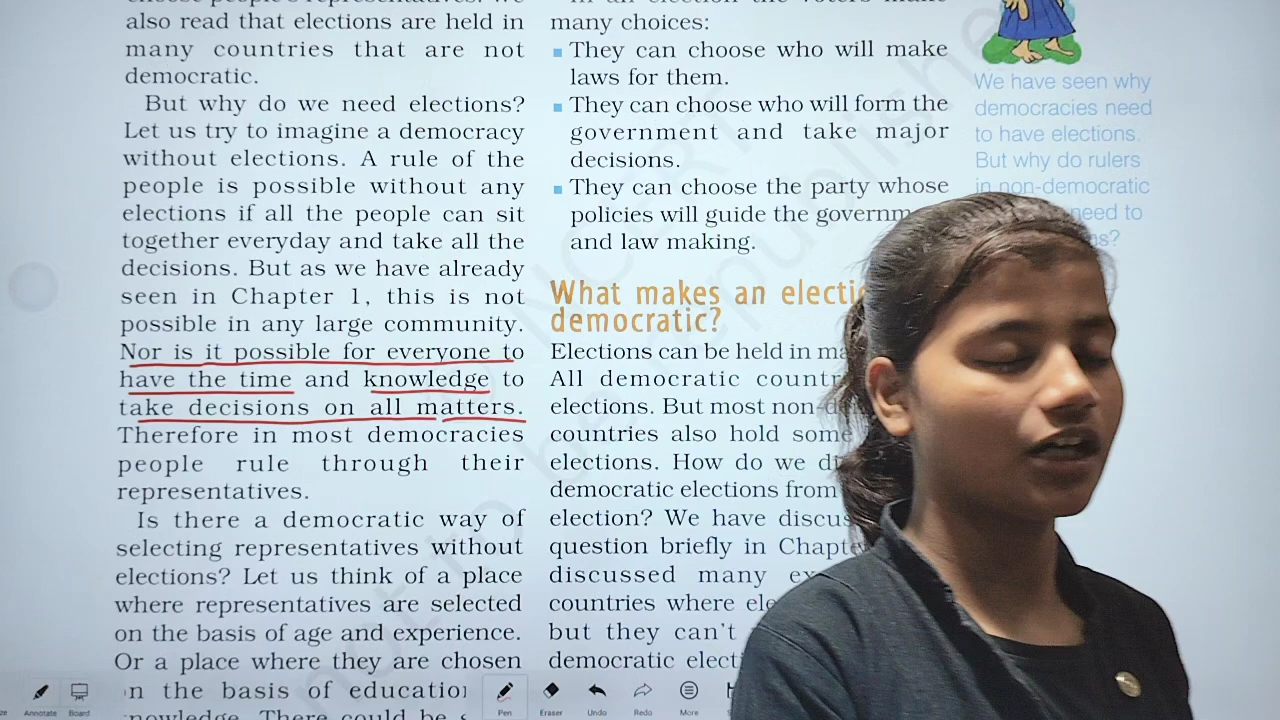 also read that elections are held in
many countries that are not
democratic.
But why do we need elections?
Let us try to imagine a democracy
without elections. A rule of the
people is possible without any
elections if all the people can sit
together everyday and take all the
decisions. But as we have already
seen in Chapter 1, this is not
possible in any large community.
Nor is it possible for everyone to
have the time and knowledge to
take decisions on all matters.
Therefore in most democracies
people rule through their
representatives.
Is there a democratic way of
selecting representatives without
elections? Let us think of a place
where representatives are selected
on the basis of age and experience.
Or a place where they are chosen
n the basis of education
many choices:
They can choose who will make
laws for them.
They can choose who will form the
government and take major
decisions.
They can choose the party whose
policies will guide the governm
and law making.
What makes an electi
democratic?
Elections can be held in ma
All democratic countr
elections. But most non-de
countries also hold some
elections. How do we di
democratic elections from
election? We have discus
question briefly in Chapte
discussed many ex
countries where ele
but they can't
democratic elect
We have seen why
democracies need
to have elections.
But why do rulers
in non-democratic
need to
ns?
Annotate
Board
Pen
Eraser
Undo
Redo
More